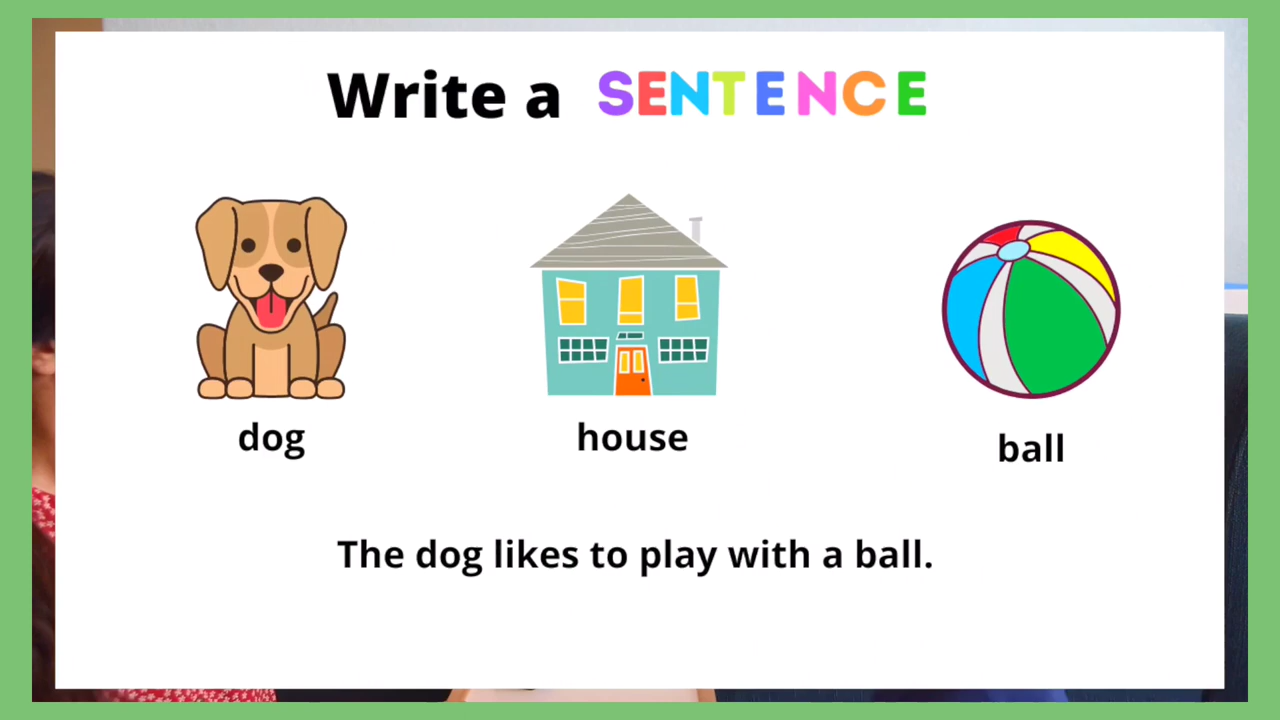 Write a SENTENCE
dog house ball
The dog likes to play with a ball.